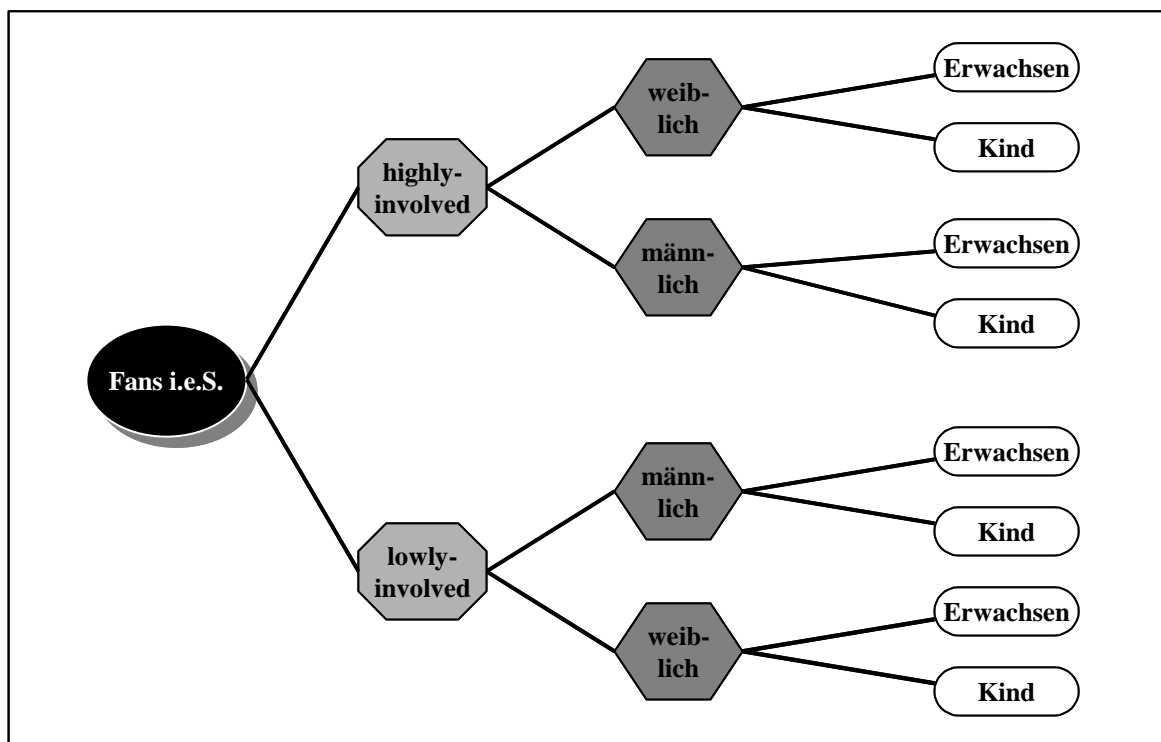 Erwachsen
weib-
lich
Kind
highly-
involved
Erwachsen
männ-
lich
Kind
Fans i.e.S.
Erwachsen
männ-
lich
Kind
lowly-
involved
Erwachsen
weib-
lich
Kind